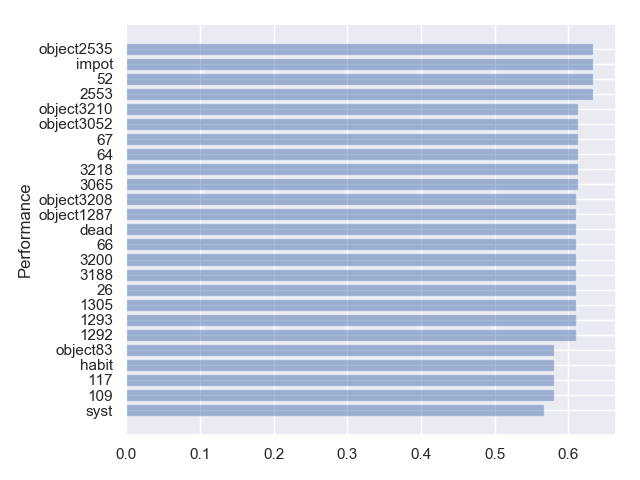 object2535
impot
52
2553
object3210
object3052
67
64
3218
3065
object3208
object1287
dead
66
3200
3188
26
1305
1293
1292
object83
habit
117
109
syst
Performance
0.0 0.1 0.2 0.3 0.4 0.5 0.6